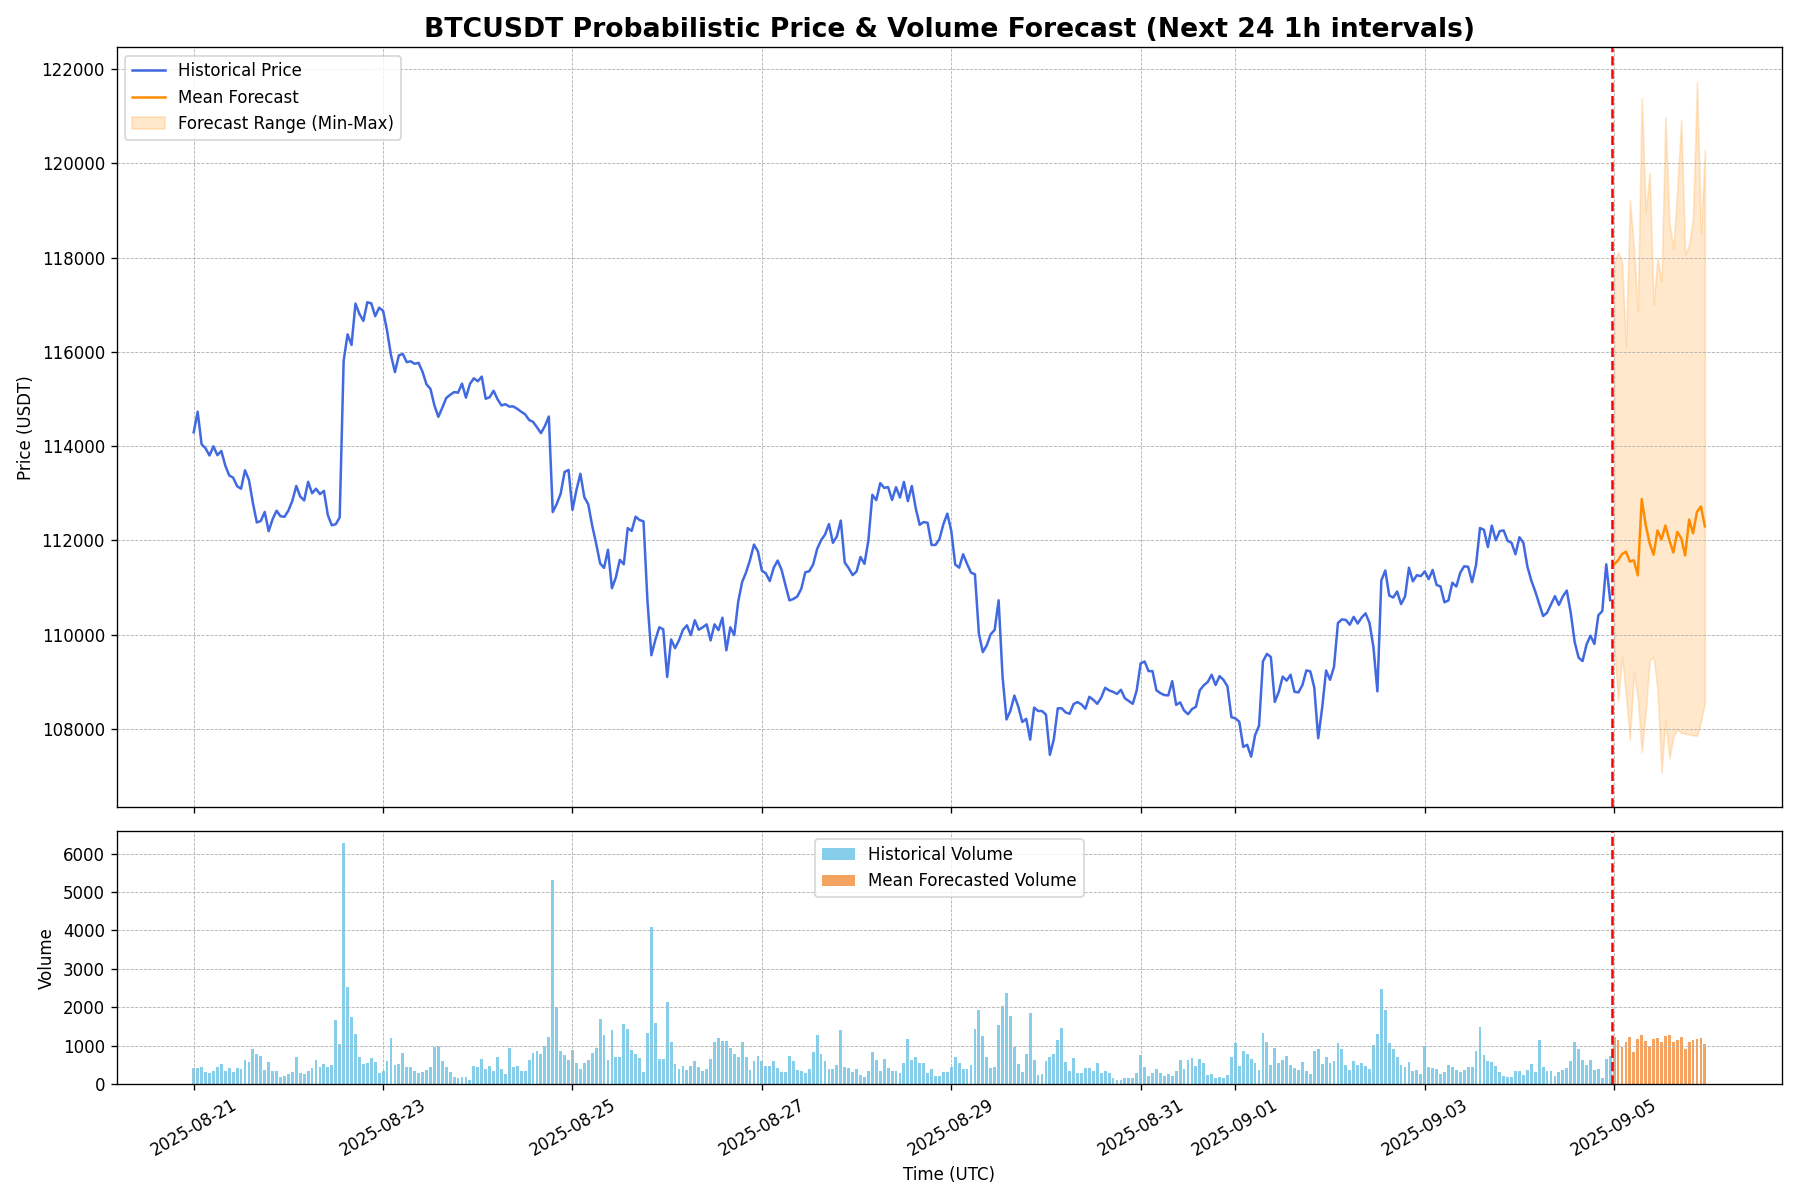 BTCUSDT Probabilistic Price & Volume Forecast (Next 24 1h intervals)
Historical Price
Mean Forecast
Forecast Range (Min-Max)
122000
120000
118000
116000
114000
112000
110000
108000
Price (USDT)
Historical Volume
Mean Forecasted Volume
6000
5000
4000
3000
2000
1000
0
Volume
2025-08-21
2025-08-23
2025-08-25
2025-08-27
2025-08-29
2025-08-31
2025-09-01
2025-09-03
2025-09-05
Time (UTC)